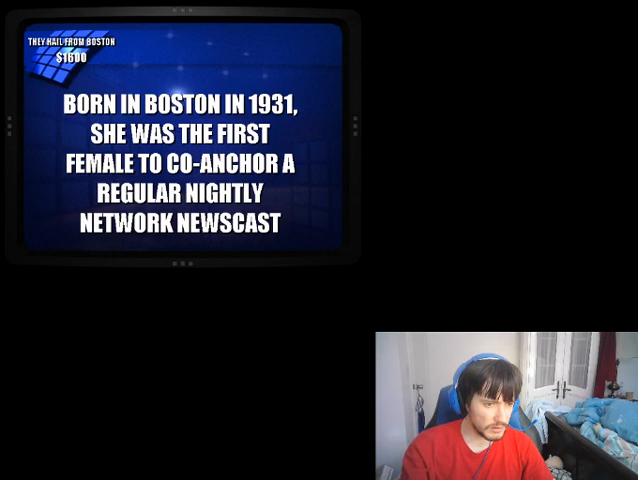 THEY HAIL FROM BOSTON
$1600
BORN IN BOSTON IN 1931,
SHE WAS THE FIRST
FEMALE TO CO-ANCHOR A
REGULAR NIGHTLY
NETWORK NEWSCAST